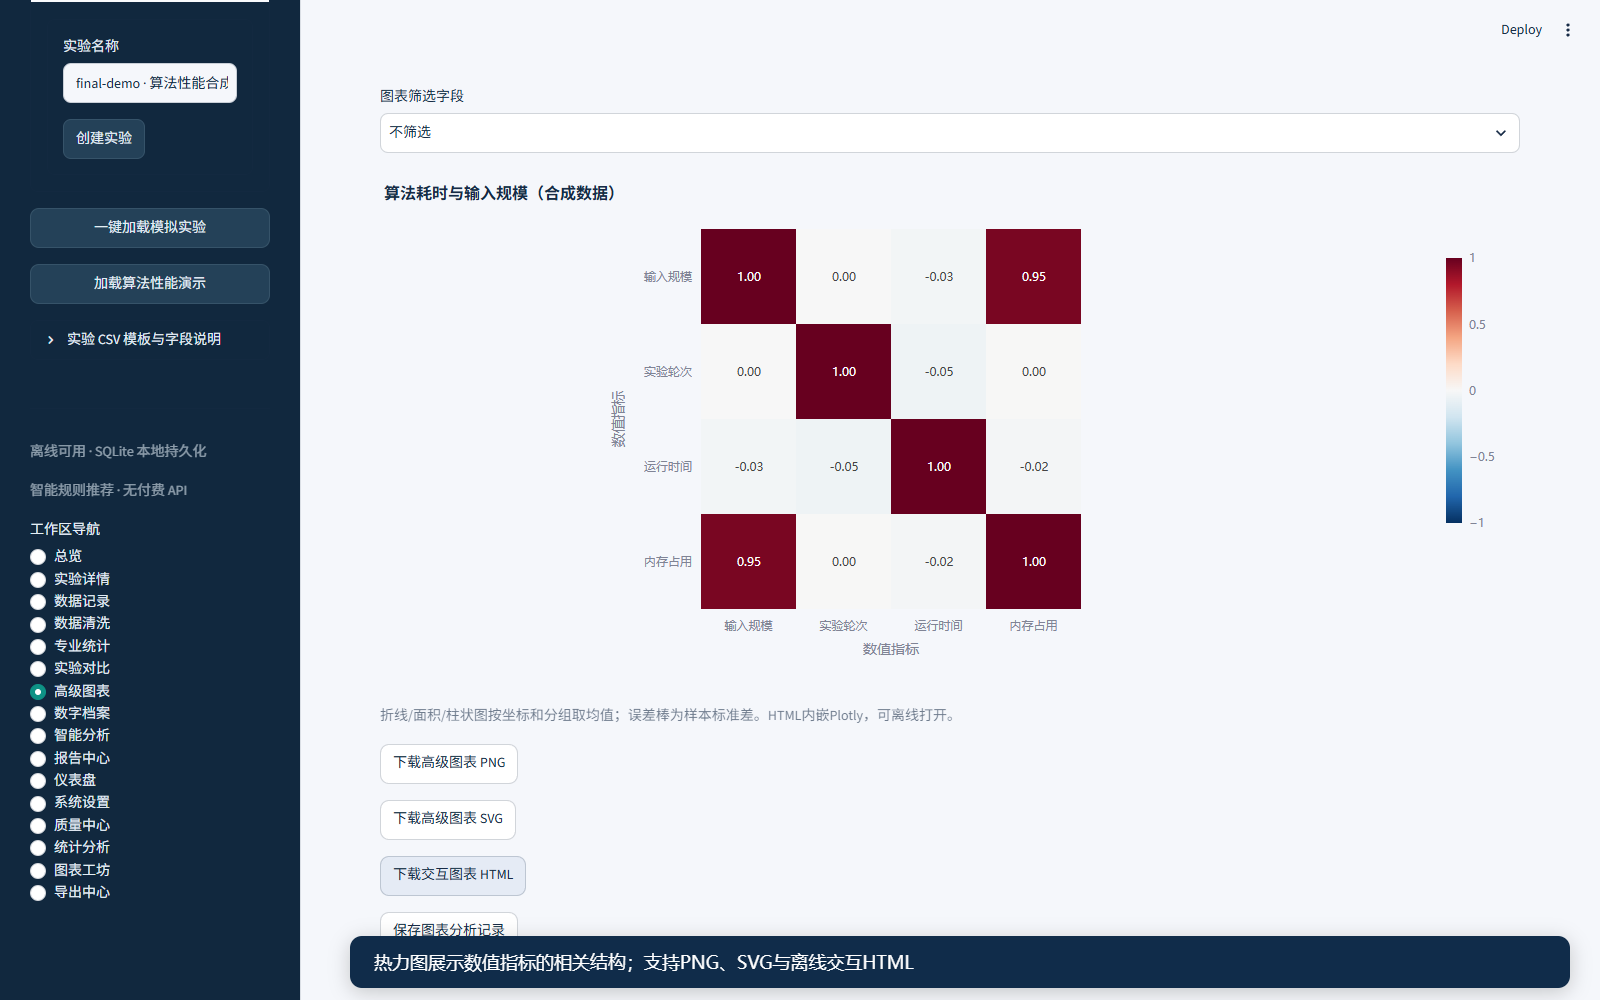 实验名称
final-demo · 算法性能合成
创建实验
一键加载模拟实验
加载算法性能演示
实验 CSV 模板与字段说明
离线可用 · SQLite 本地持久化
智能规则推荐 · 无付费 API
工作区导航
总览
实验详情
数据记录
数据清洗
专业统计
实验对比
高级图表
数字档案
智能分析
报告中心
仪表盘
系统设置
质量中心
统计分析
图表工坊
导出中心
Deploy
图表筛选字段
不筛选
算法耗时与输入规模（合成数据）
输入规模 1.00 0.00 -0.03 0.95
实验轮次 0.00 1.00 -0.05 0.00
运行时间 -0.03 -0.05 1.00 -0.02
内存占用 0.95 0.00 -0.02 1.00
数值指标
输入规模 实验轮次 运行时间 内存占用
数值指标
1
0.5
0
−0.5
−1
折线/面积/柱状图按坐标和分组取均值；误差棒为样本标准差。HTML内嵌Plotly，可离线打开。
下载高级图表 PNG
下载高级图表 SVG
下载交互图表 HTML
保存图表分析记录
热力图展示数值指标的相关结构；支持PNG、SVG与离线交互HTML